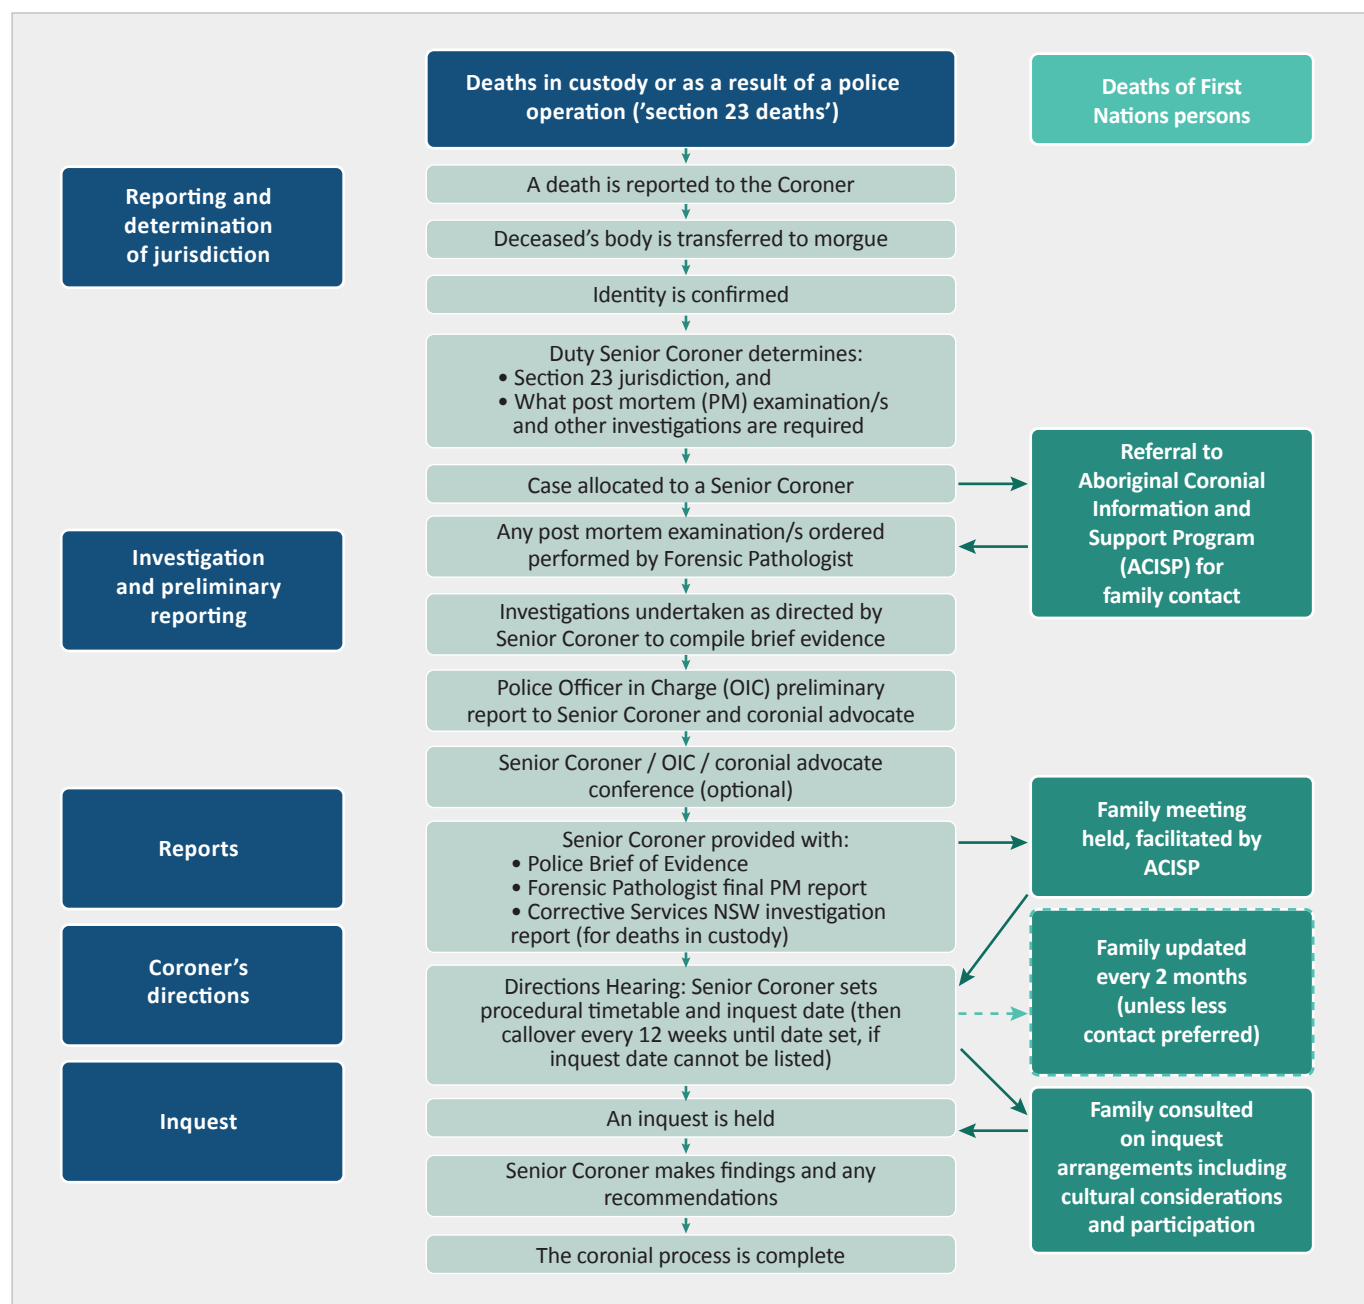 Deaths in custody or as a result of a police
operation ('section 23 deaths')
Deaths of First
Nations persons
Reporting and
determination
of jurisdiction
A death is reported to the Coroner
Deceased's body is transferred to morgue
Identity is confirmed
Duty Senior Coroner determines:
• Section 23 jurisdiction, and
• What post mortem (PM) examination/s
and other investigations are required
Case allocated to a Senior Coroner
Referral to
Aboriginal Coronial
Information and
Support Program
(ACISP) for
family contact
Investigation
and preliminary
reporting
Any post mortem examination/s ordered
performed by Forensic Pathologist
Investigations undertaken as directed by
Senior Coroner to compile brief evidence
Police Officer in Charge (OIC) preliminary
report to Senior Coroner and coronial advocate
Senior Coroner / OIC / coronial advocate
conference (optional)
Reports
Senior Coroner provided with:
• Police Brief of Evidence
• Forensic Pathologist final PM report
• Corrective Services NSW investigation
report (for deaths in custody)
Family meeting
held, facilitated by
ACISP
Coroner's
directions
Directions Hearing: Senior Coroner sets
procedural timetable and inquest date (then
callover every 12 weeks until date set, if
inquest date cannot be listed)
Family updated
every 2 months
(unless less
contact preferred)
Inquest
An inquest is held
Family consulted
on inquest
arrangements including
cultural considerations
and participation
Senior Coroner makes findings and any
recommendations
The coronial process is complete